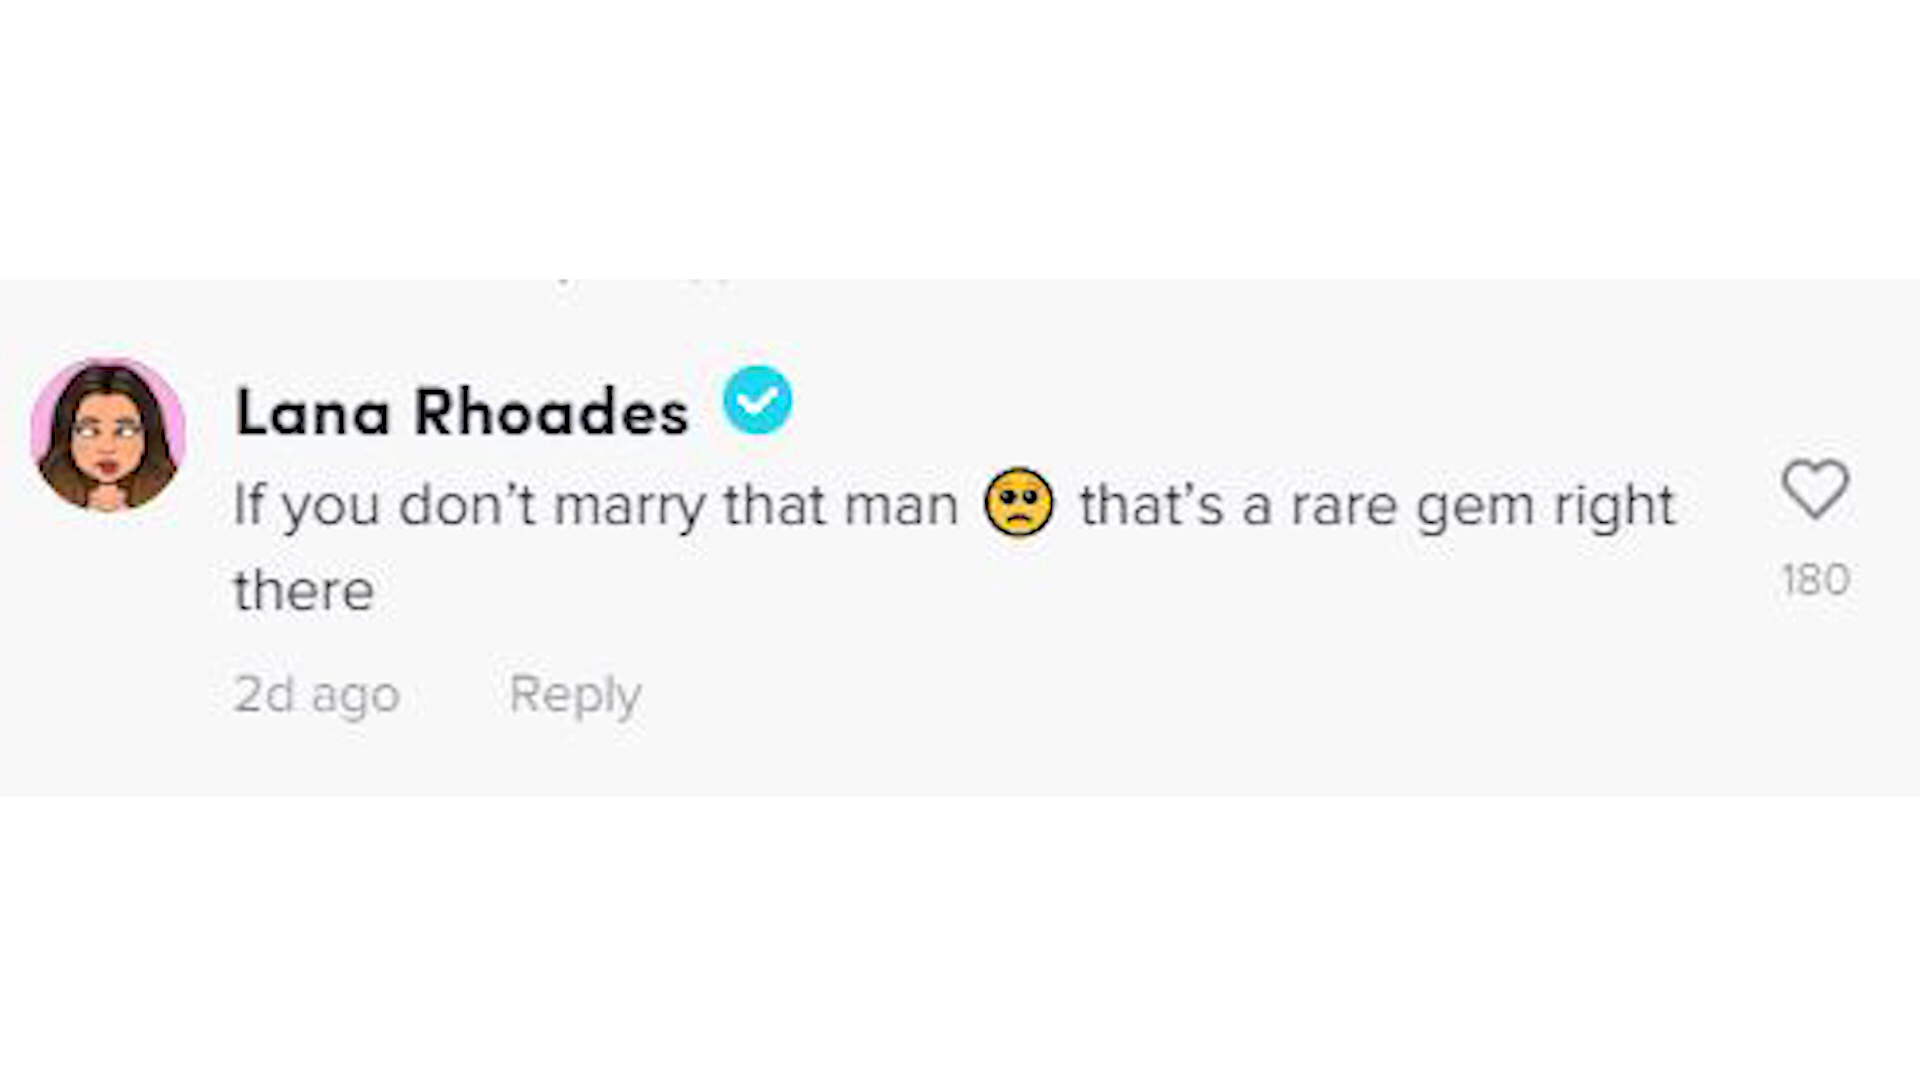 Lana Rhoades
If you don't marry that man 🥺 that's a rare gem right
there
180
2d ago Reply